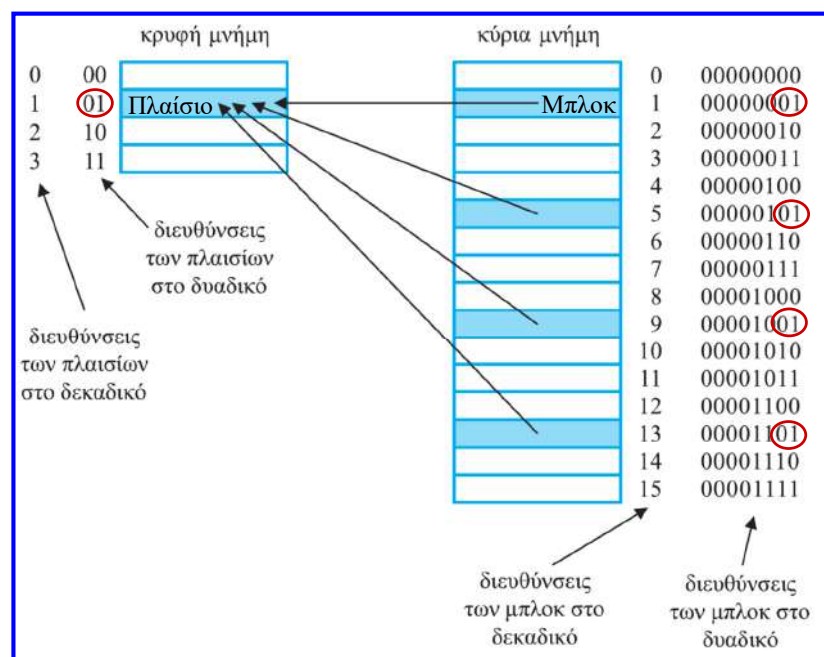 κρυφή μνήμη
κύρια μνήμη
0 00
1 01 Πλαίσιο
2 10
3 11
Μπλοκ
0 00000000
1 00000001
2 00000010
3 00000011
4 00000100
5 00000101
6 00000110
7 00000111
8 00001000
9 00001001
10 00001010
11 00001011
12 00001100
13 00001101
14 00001110
15 00001111
διευθύνσεις
των πλαισίων
στο δυαδικό
διευθύνσεις
των πλαισίων
στο δεκαδικό
διευθύνσεις
των μπλοκ στο
δεκαδικό
διευθύνσεις
των μπλοκ στο
δυαδικό